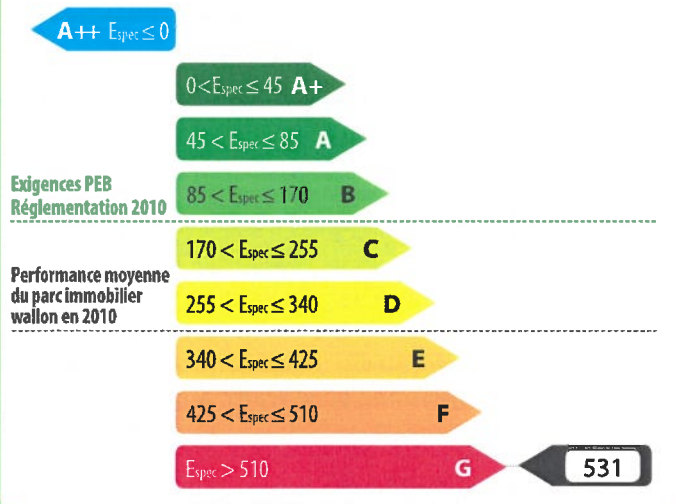 A++ Espec ≤ 0
0<Espec ≤ 45 A+
45 < Espec ≤ 85 A
Exigences PEB
Réglementation 2010
85 < Espec ≤ 170 B
170 < Espec ≤ 255 C
Performance moyenne
du parc immobilier
wallon en 2010
255 < Espec ≤ 340 D
340 < Espec ≤ 425 E
425 < Espec ≤ 510 F
Espec > 510 G
531